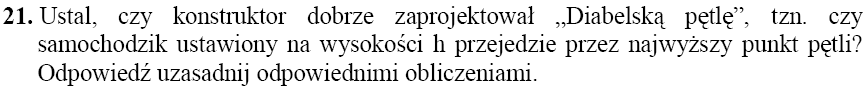 21. Ustal, czy konstruktor dobrze zaprojektował „Diabelską pętlę”, tzn. czy
samochodzik ustawiony na wysokości h przejedzie przez najwyższy punkt pętli?
Odpowiedź uzasadnij odpowiednimi obliczeniami.